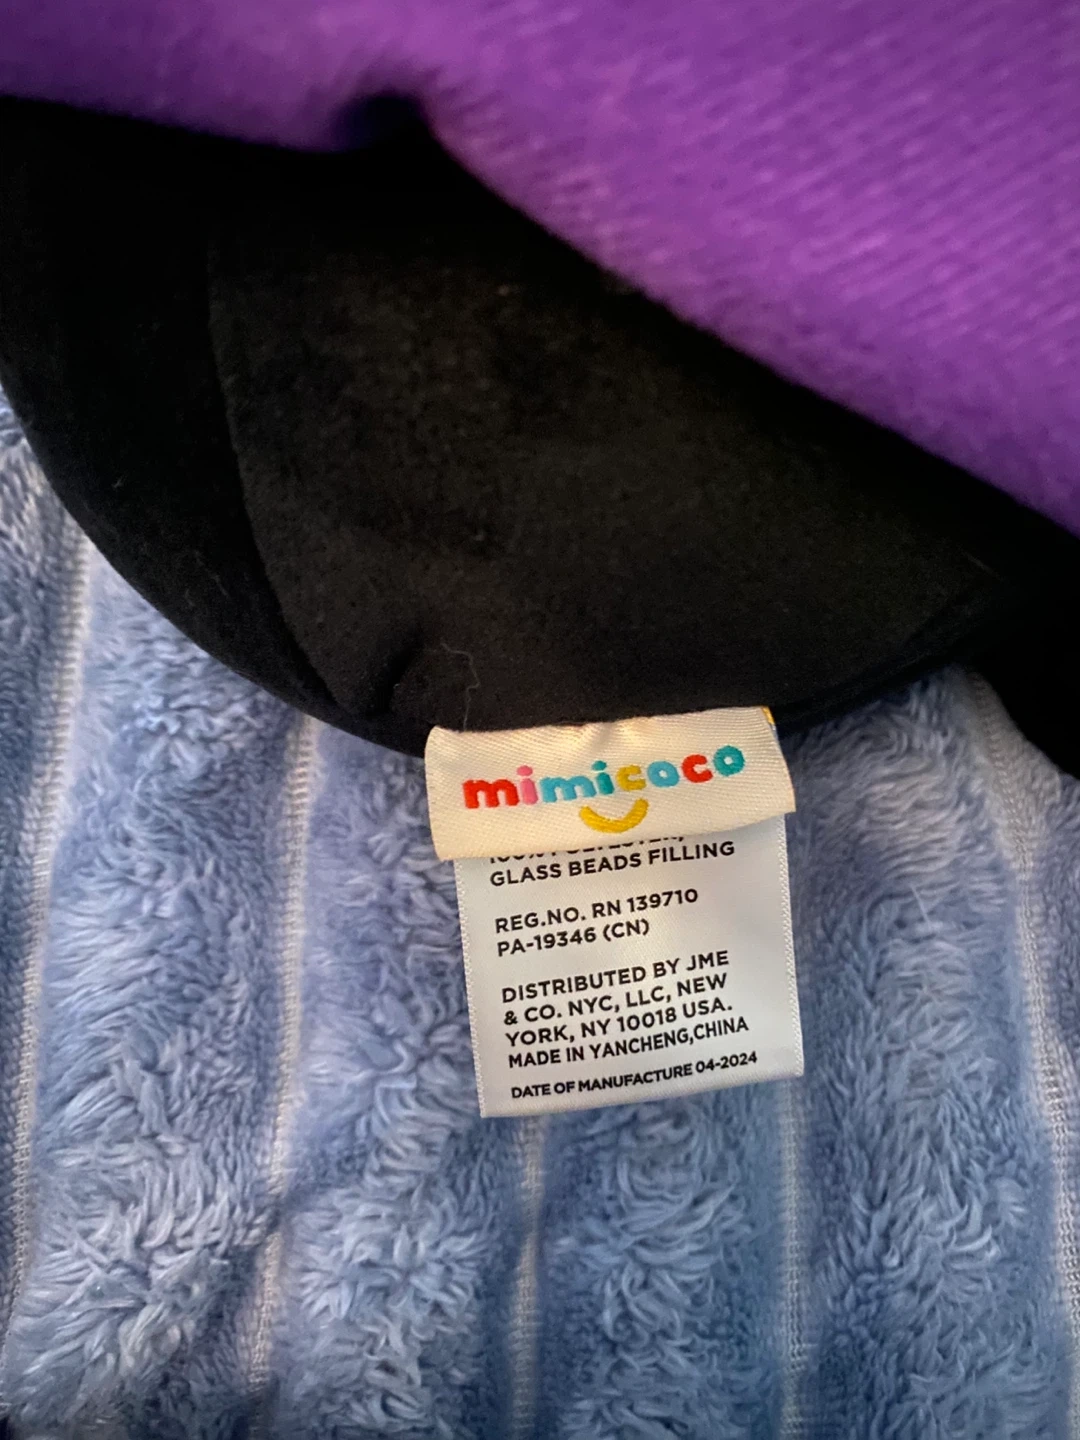 mimicoco
GLASS BEADS FILLING
REG.NO. RN 139710
PA-19346 (CN)
DISTRIBUTED BY JME
& CO. NYC, LLC, NEW
YORK, NY 10018 USA.
MADE IN YANCHENG,CHINA
DATE OF MANUFACTURE 04-2024